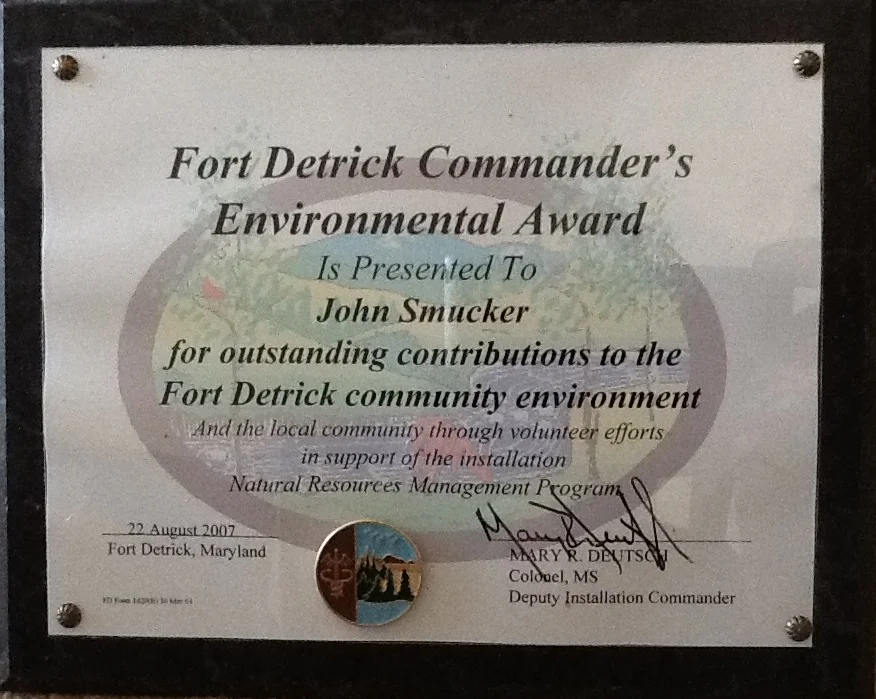 Fort Detrick Commander's
Environmental Award
Is Presented To
John Smucker
for outstanding contributions to the
Fort Detrick community environment
And the local community through volunteer efforts
in support of the installation
Natural Resources Management Program
22 August 2007
Fort Detrick, Maryland
MARY R. DEUTSCH
Colonel, MS
Deputy Installation Commander
FD Form